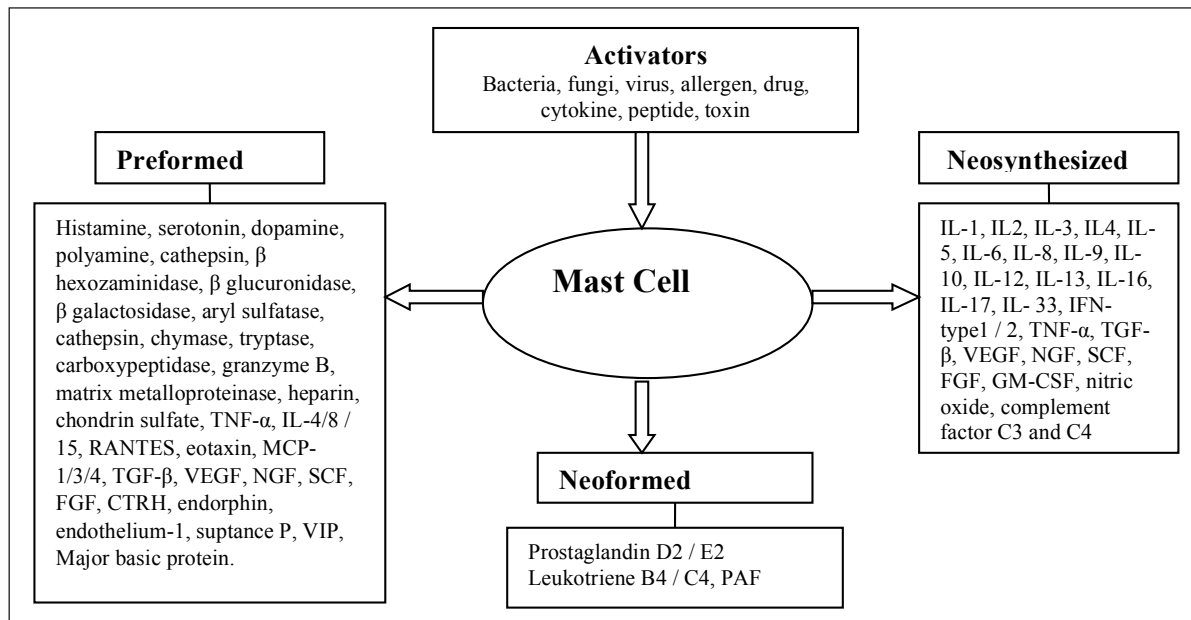 Activators
Bacteria, fungi, virus, allergen, drug,
cytokine, peptide, toxin
Preformed
Histamine, serotonin, dopamine,
polyamine, cathepsin, β
hexozaminidase, β glucuronidase,
β galactosidase, aryl sulfatase,
cathepsin, chymase, tryptase,
carboxypeptidase, granzyme B,
matrix metalloproteinase, heparin,
chondrin sulfate, TNF-α, IL-4/8 /
15, RANTES, eotaxin, MCP-
1/3/4, TGF-β, VEGF, NGF, SCF,
FGF, CTRH, endorphin,
endothelium-1, suptance P, VIP,
Major basic protein.
Mast Cell
Neosynthesized
IL-1, IL2, IL-3, IL4, IL-
5, IL-6, IL-8, IL-9, IL-
10, IL-12, IL-13, IL-16,
IL-17, IL- 33, IFN-
type1 / 2, TNF-α, TGF-
β, VEGF, NGF, SCF,
FGF, GM-CSF, nitric
oxide, complement
factor C3 and C4
Neoformed
Prostaglandin D2 / E2
Leukotriene B4 / C4, PAF